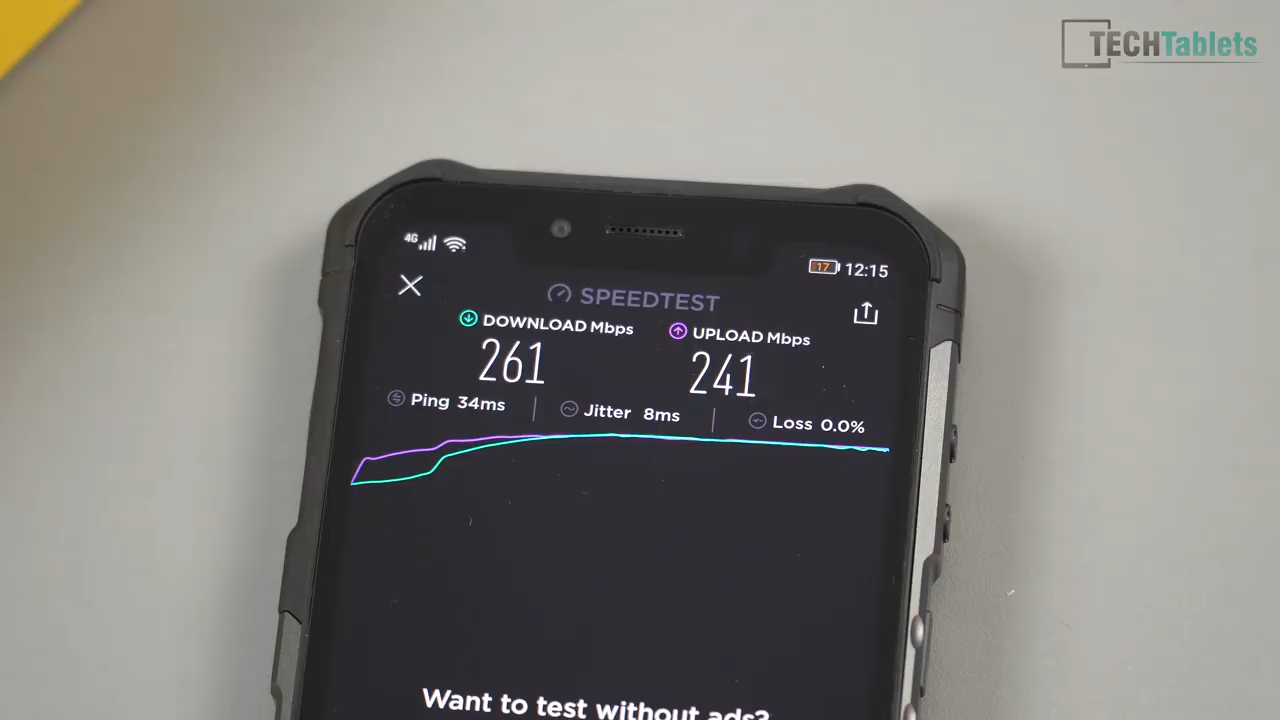 TECHTablets
4G
17 12:15
SPEEDTEST
DOWNLOAD Mbps
261
UPLOAD Mbps
241
Ping 34ms
Jitter 8ms
Loss 0.0%
Want to test without ads?